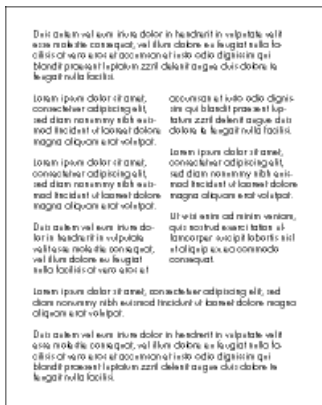 Duis autem vel eum iriure dolor in hendrerit in vulputate velit
esse molestie consequat, vel illum dolore eu feugiat nulla fa-
cilisis at vero eros et accumsan et iusto odio dignissim qui
blandit praesent luptatum zzril delenit augue duis dolore te
feugait nulla facilisi.
Lorem ipsum dolor sit amet,
consectetuer adipiscing elit,
sed diam nonummy nibh euis-
mod tincidunt ut laoreet dolore
magna aliquam erat volutpat.
Lorem ipsum dolor sit amet,
consectetuer adipiscing elit,
sed diam nonummy nibh euis-
mod tincidunt ut laoreet dolore
magna aliquam erat volutpat.
Duis autem vel eum iriure do-
lor in hendrerit in vulputate
velit esse molestie consequat,
vel illum dolore eu feugiat
nulla facilisis at vero eros et
accumsan et iusto odio dignis-
sim qui blandit praesent lup-
tatum zzril delenit augue duis
dolore te feugait nulla facilisi.
Lorem ipsum dolor sit amet,
consectetuer adipiscing elit,
sed diam nonummy nibh euis-
mod tincidunt ut laoreet dolore
magna aliquam erat volutpat.
Ut wisi enim ad minim veniam,
quis nostrud exerci tation ul-
lamcorper suscipit lobortis nisl
ut aliquip ex ea commodo
consequat.
Lorem ipsum dolor sit amet, consectetuer adipiscing elit, sed
diam nonummy nibh euismod tincidunt ut laoreet dolore magna
aliquam erat volutpat.
Duis autem vel eum iriure dolor in hendrerit in vulputate velit
esse molestie consequat, vel illum dolore eu feugiat nulla fa-
cilisis at vero eros et accumsan et iusto odio dignissim qui
blandit praesent luptatum zzril delenit augue duis dolore te
feugait nulla facilisi.